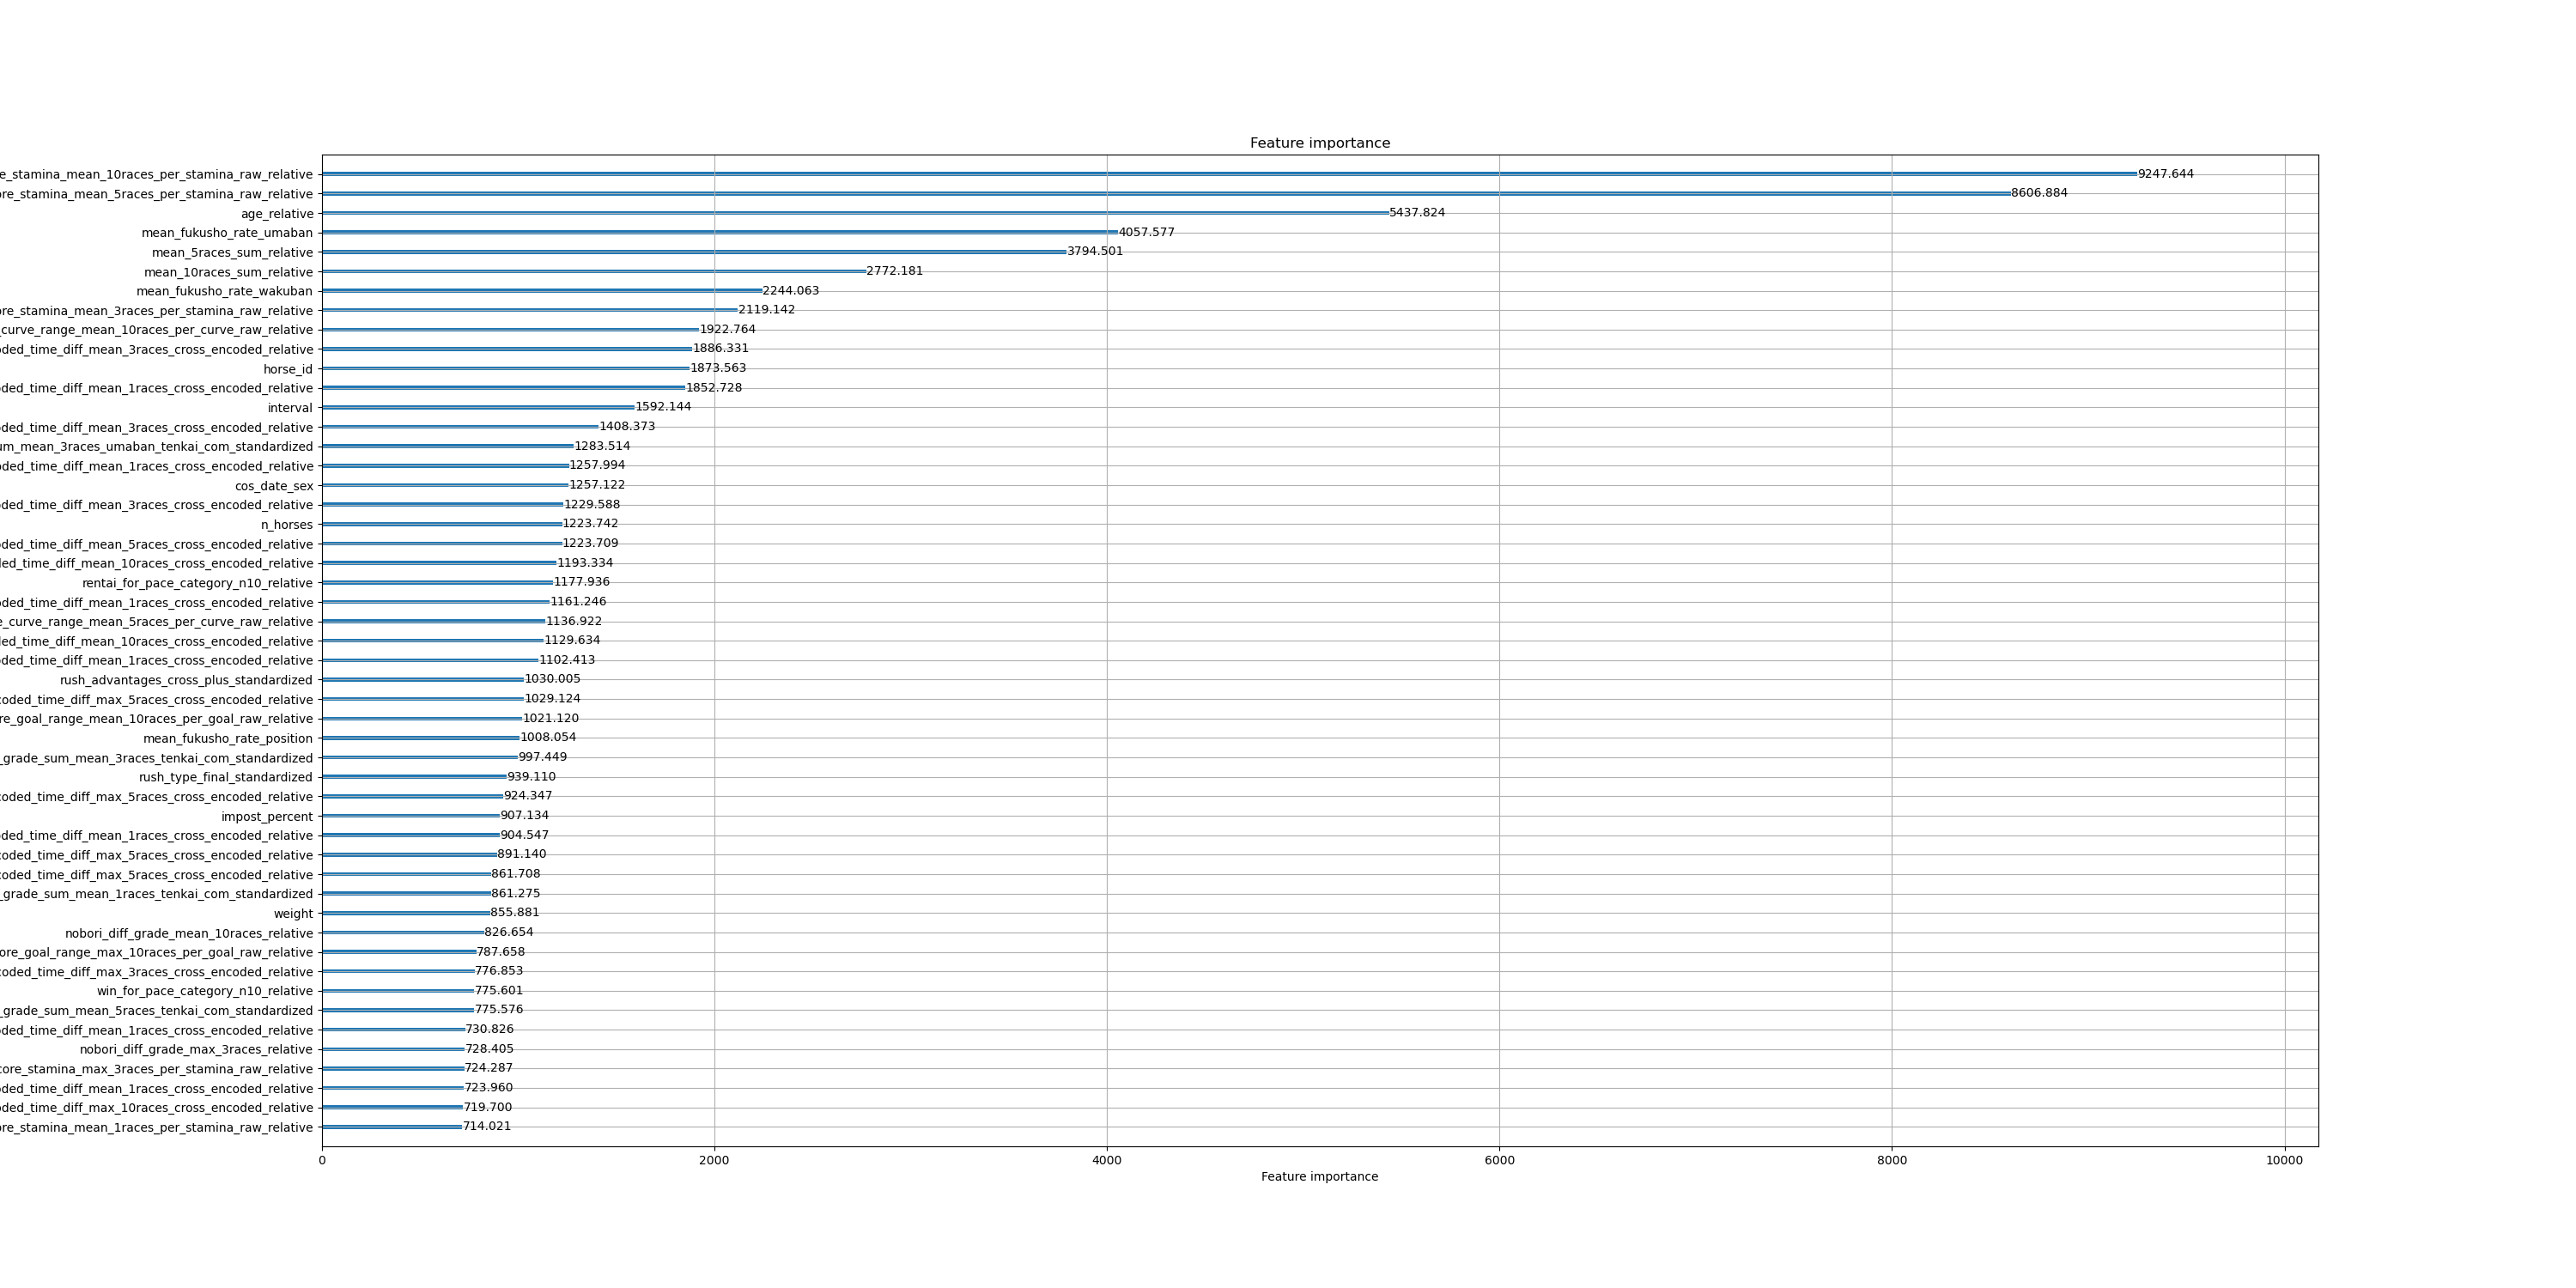 Feature importance
e_stamina_mean_10races_per_stamina_raw_relative 9247.644
ore_stamina_mean_5races_per_stamina_raw_relative 8606.884
age_relative 5437.824
mean_fukusho_rate_umaban 4057.577
mean_5races_sum_relative 3794.501
mean_10races_sum_relative 2772.181
mean_fukusho_rate_wakuban 2244.063
ore_stamina_mean_3races_per_stamina_raw_relative 2119.142
_curve_range_mean_10races_per_curve_raw_relative 1922.764
oded_time_diff_mean_3races_cross_encoded_relative 1886.331
horse_id 1873.563
oded_time_diff_mean_1races_cross_encoded_relative 1852.728
interval 1592.144
oded_time_diff_mean_3races_cross_encoded_relative 1408.373
um_mean_3races_umaban_tenkai_com_standardized 1283.514
oded_time_diff_mean_1races_cross_encoded_relative 1257.994
cos_date_sex 1257.122
oded_time_diff_mean_3races_cross_encoded_relative 1229.588
n_horses 1223.742
oded_time_diff_mean_5races_cross_encoded_relative 1223.709
ded_time_diff_mean_10races_cross_encoded_relative 1193.334
rentai_for_pace_category_n10_relative 1177.936
oded_time_diff_mean_1races_cross_encoded_relative 1161.246
e_curve_range_mean_5races_per_curve_raw_relative 1136.922
ded_time_diff_mean_10races_cross_encoded_relative 1129.634
oded_time_diff_mean_1races_cross_encoded_relative 1102.413
rush_advantages_cross_plus_standardized 1030.005
coded_time_diff_max_5races_cross_encoded_relative 1029.124
re_goal_range_mean_10races_per_goal_raw_relative 1021.120
mean_fukusho_rate_position 1008.054
_grade_sum_mean_3races_tenkai_com_standardized 997.449
rush_type_final_standardized 939.110
coded_time_diff_max_5races_cross_encoded_relative 924.347
impost_percent 907.134
oded_time_diff_mean_1races_cross_encoded_relative 904.547
coded_time_diff_max_5races_cross_encoded_relative 891.140
coded_time_diff_max_5races_cross_encoded_relative 861.708
_grade_sum_mean_1races_tenkai_com_standardized 861.275
weight 855.881
nobori_diff_grade_mean_10races_relative 826.654
ore_goal_range_max_10races_per_goal_raw_relative 787.658
coded_time_diff_max_3races_cross_encoded_relative 776.853
win_for_pace_category_n10_relative 775.601
_grade_sum_mean_5races_tenkai_com_standardized 775.576
oded_time_diff_mean_1races_cross_encoded_relative 730.826
nobori_diff_grade_max_3races_relative 728.405
core_stamina_max_3races_per_stamina_raw_relative 724.287
oded_time_diff_mean_1races_cross_encoded_relative 723.960
oded_time_diff_max_10races_cross_encoded_relative 719.700
ore_stamina_mean_1races_per_stamina_raw_relative 714.021
0 2000 4000 6000 8000 10000
Feature importance